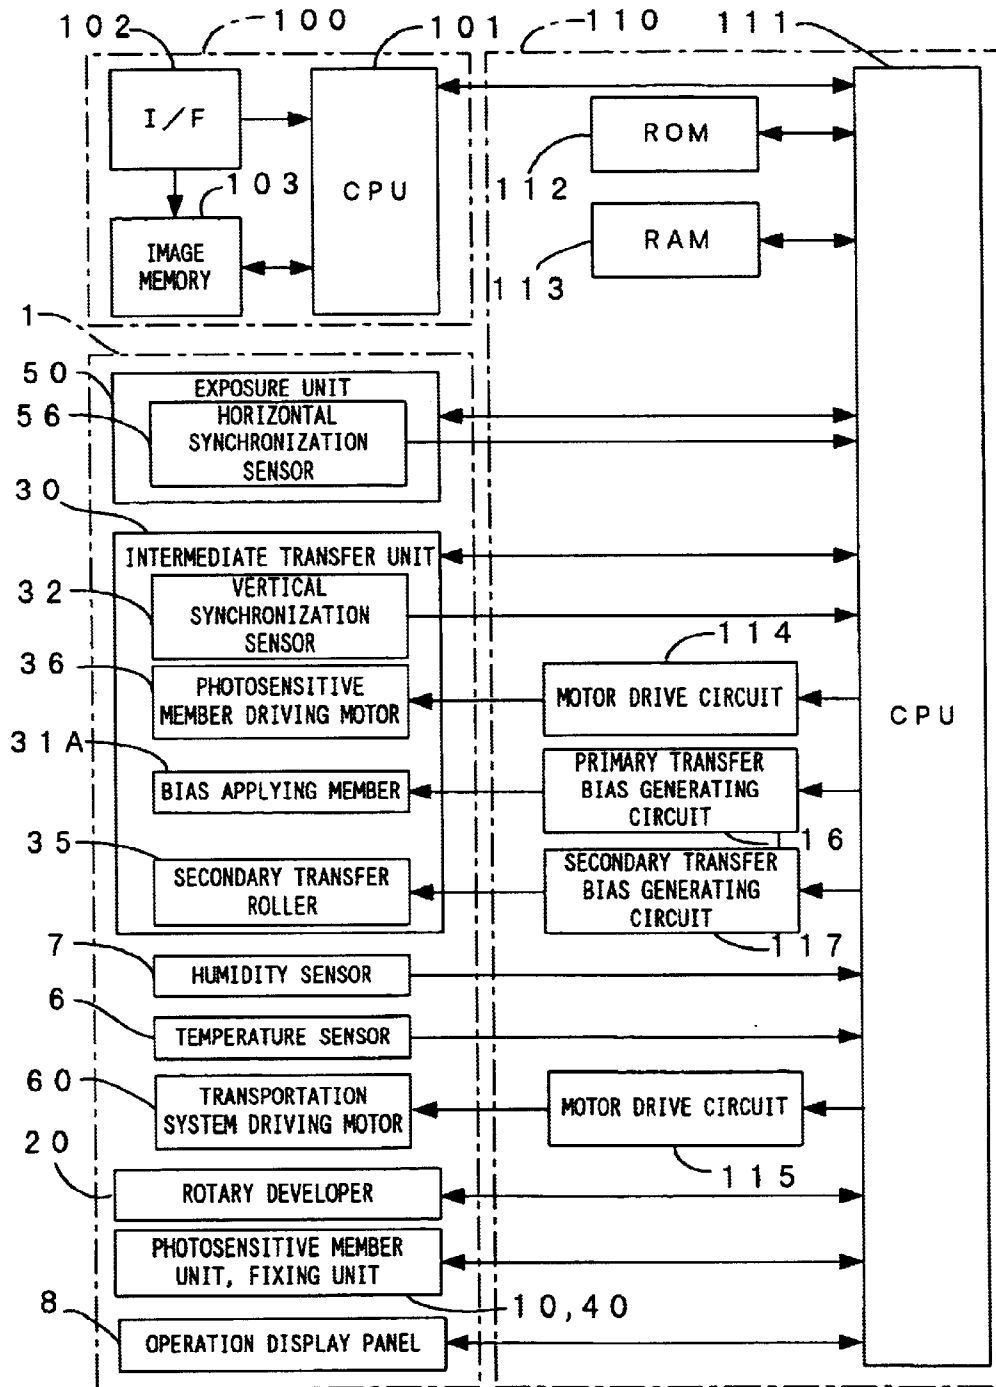 102
100
101
110
111
I/F
CPU
ROM
112
103
IMAGE
MEMORY
RAM
113
1
50
EXPOSURE UNIT
56
HORIZONTAL
SYNCHRONIZATION
SENSOR
30
INTERMEDIATE TRANSFER UNIT
32
VERTICAL
SYNCHRONIZATION
SENSOR
114
36
PHOTOSENSITIVE
MEMBER DRIVING MOTOR
MOTOR DRIVE CIRCUIT
CPU
31A
BIAS APPLYING MEMBER
PRIMARY TRANSFER
BIAS GENERATING
CIRCUIT
116
35
SECONDARY TRANSFER
ROLLER
SECONDARY TRANSFER
BIAS GENERATING
CIRCUIT
117
7
HUMIDITY SENSOR
6
TEMPERATURE SENSOR
60
TRANSPORTATION
SYSTEM DRIVING MOTOR
MOTOR DRIVE CIRCUIT
115
20
ROTARY DEVELOPER
PHOTOSENSITIVE MEMBER
UNIT, FIXING UNIT
10,40
8
OPERATION DISPLAY PANEL